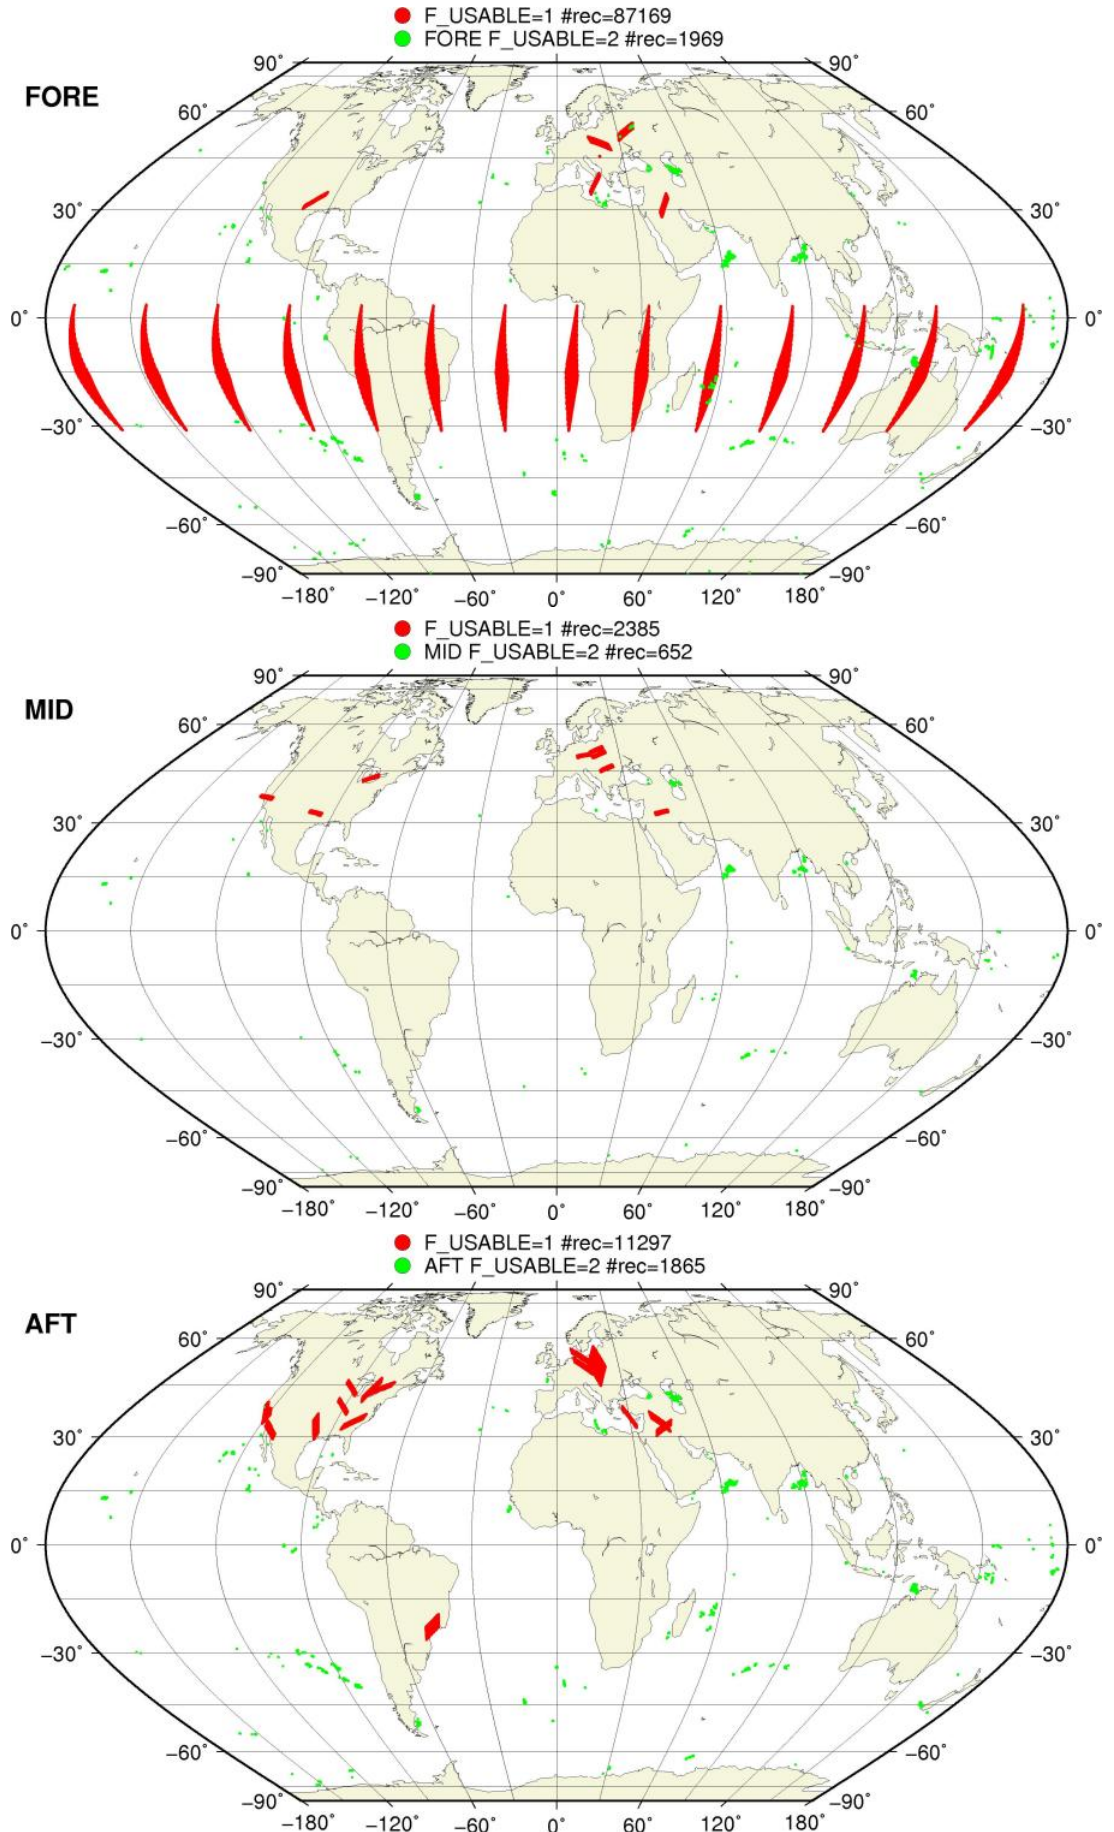 F_USABLE=1 #rec=87169
FORE F_USABLE=2 #rec=1969
FORE
90° 90°
60° 60°
30° 30°
0° 0°
−30° −30°
−60° −60°
−90° −90°
−180° −120° −60° 0° 60° 120° 180°
F_USABLE=1 #rec=2385
MID F_USABLE=2 #rec=652
MID
90° 90°
60° 60°
30° 30°
0° 0°
−30° −30°
−60° −60°
−90° −90°
−180° −120° −60° 0° 60° 120° 180°
F_USABLE=1 #rec=11297
AFT F_USABLE=2 #rec=1865
AFT
90° 90°
60° 60°
30° 30°
0° 0°
−30° −30°
−60° −60°
−90° −90°
−180° −120° −60° 0° 60° 120° 180°